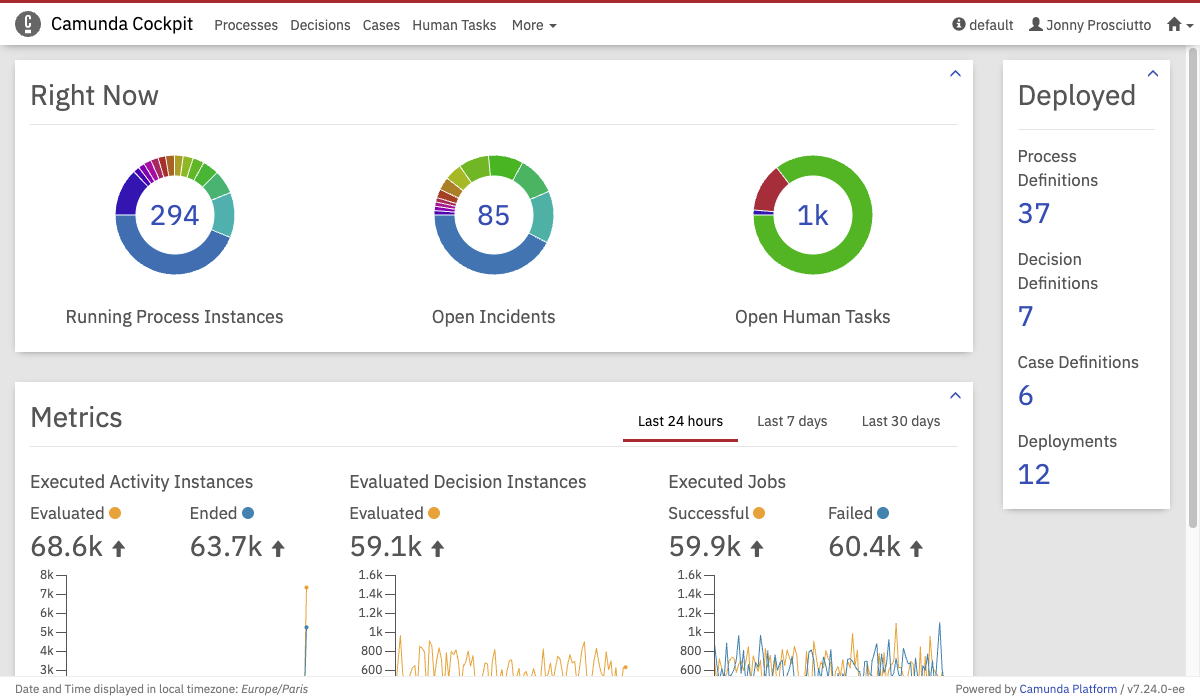 Camunda Cockpit Processes Decisions Cases Human Tasks More default Jonny Prosciutto
Right Now
294
85
1k
Running Process Instances
Open Incidents
Open Human Tasks
Deployed
Process
Definitions
37
Decision
Definitions
7
Case Definitions
6
Deployments
12
Metrics
Last 24 hours Last 7 days Last 30 days
Executed Activity Instances
Evaluated Ended
68.6k 63.7k
8k
7k
6k
5k
4k
3k
Evaluated Decision Instances
Evaluated
59.1k
1.6k
1.4k
1.2k
1k
800
600
Executed Jobs
Successful Failed
59.9k 60.4k
1.6k
1.4k
1.2k
1k
800
600
Date and Time displayed in local timezone: Europe/Paris
Powered by Camunda Platform / v7.24.0-ee